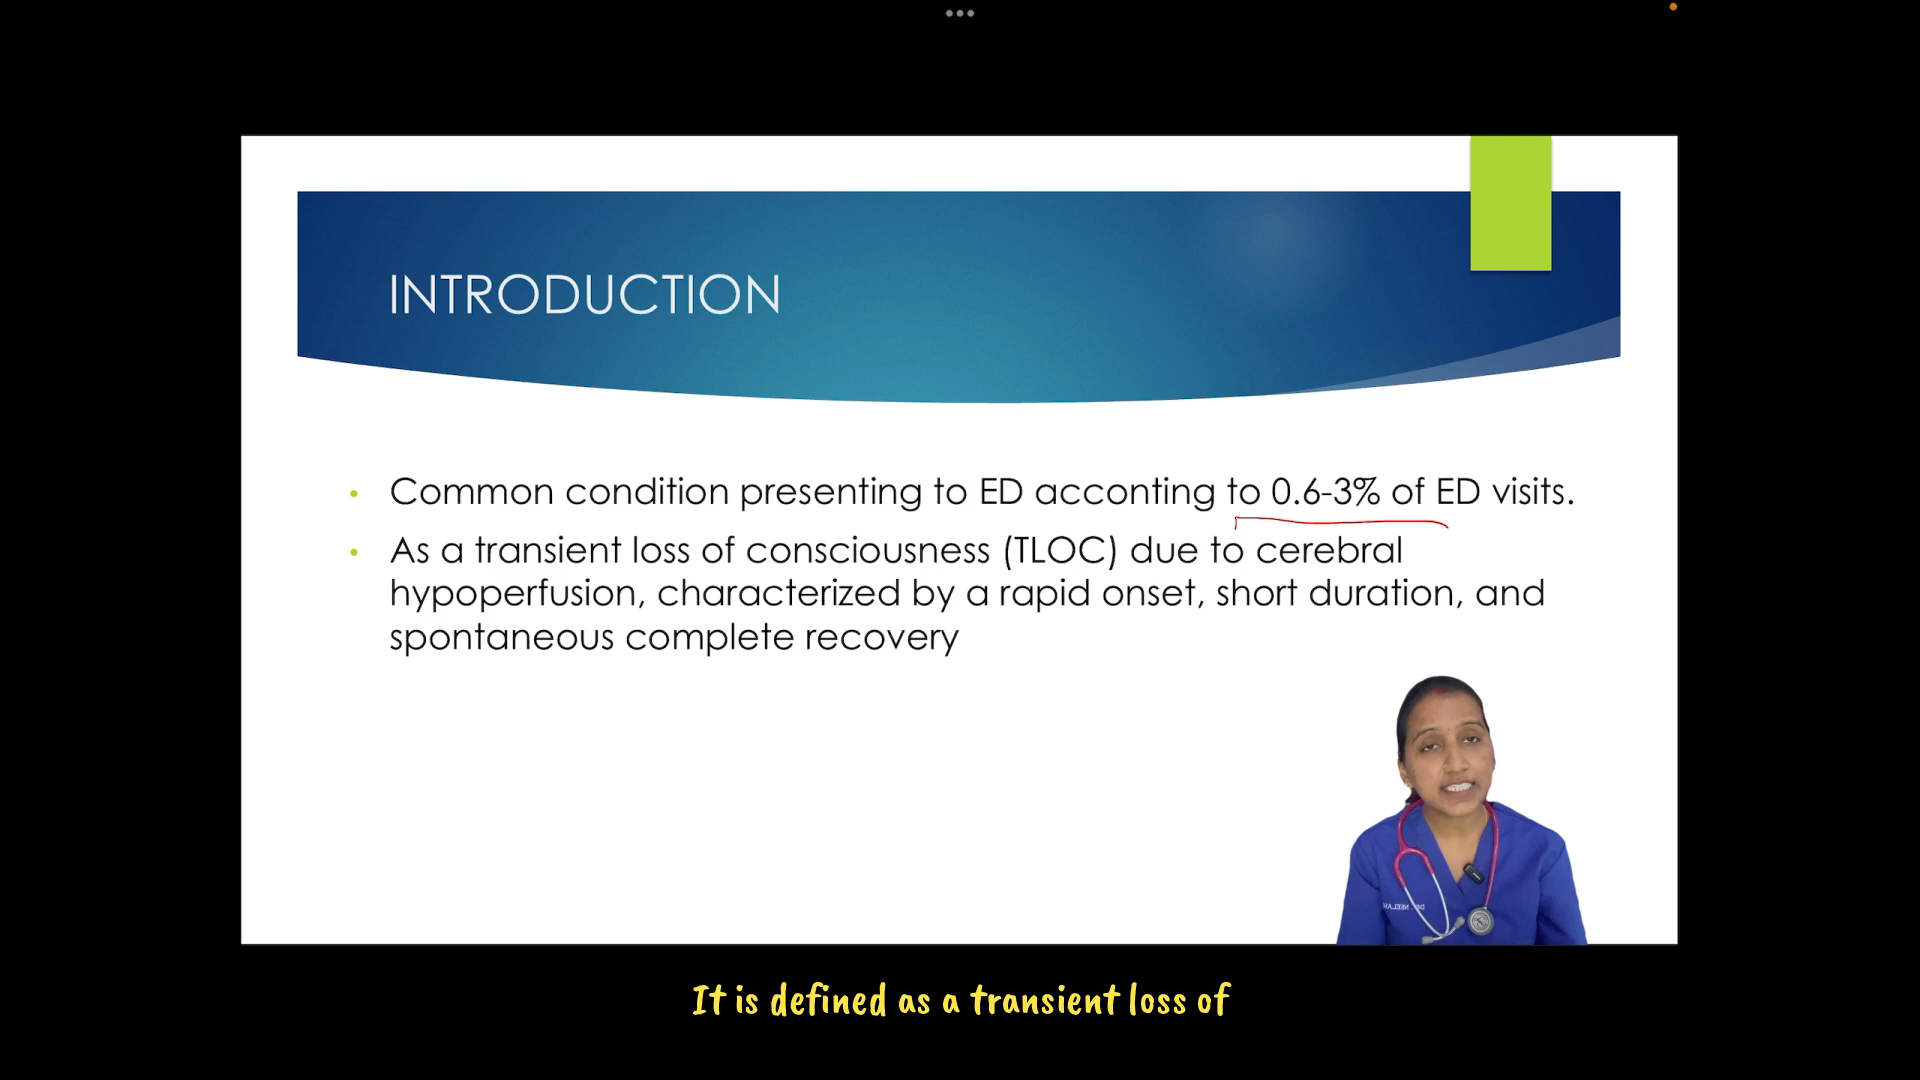 INTRODUCTION
• Common condition presenting to ED acconting to 0.6-3% of ED visits.
• As a transient loss of consciousness (TLOC) due to cerebral
hypoperfusion, characterized by a rapid onset, short duration, and
spontaneous complete recovery
It is defined as a transient loss of